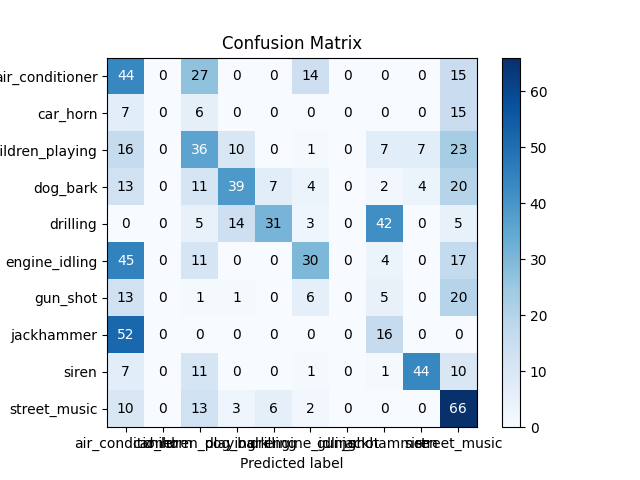 Confusion Matrix
air_conditioner 44 0 27 0 0 14 0 0 0 15
car_horn 7 0 6 0 0 0 0 0 0 15
ildren_playing 16 0 36 10 0 1 0 7 7 23
dog_bark 13 0 11 39 7 4 0 2 4 20
drilling 0 0 5 14 31 3 0 42 0 5
engine_idling 45 0 11 0 0 30 0 4 0 17
gun_shot 13 0 1 1 0 6 0 5 0 20
jackhammer 52 0 0 0 0 0 0 16 0 0
siren 7 0 11 0 0 1 0 1 44 10
street_music 10 0 13 3 6 2 0 0 0 66
street_music
Predicted label
60
50
40
30
20
10
0